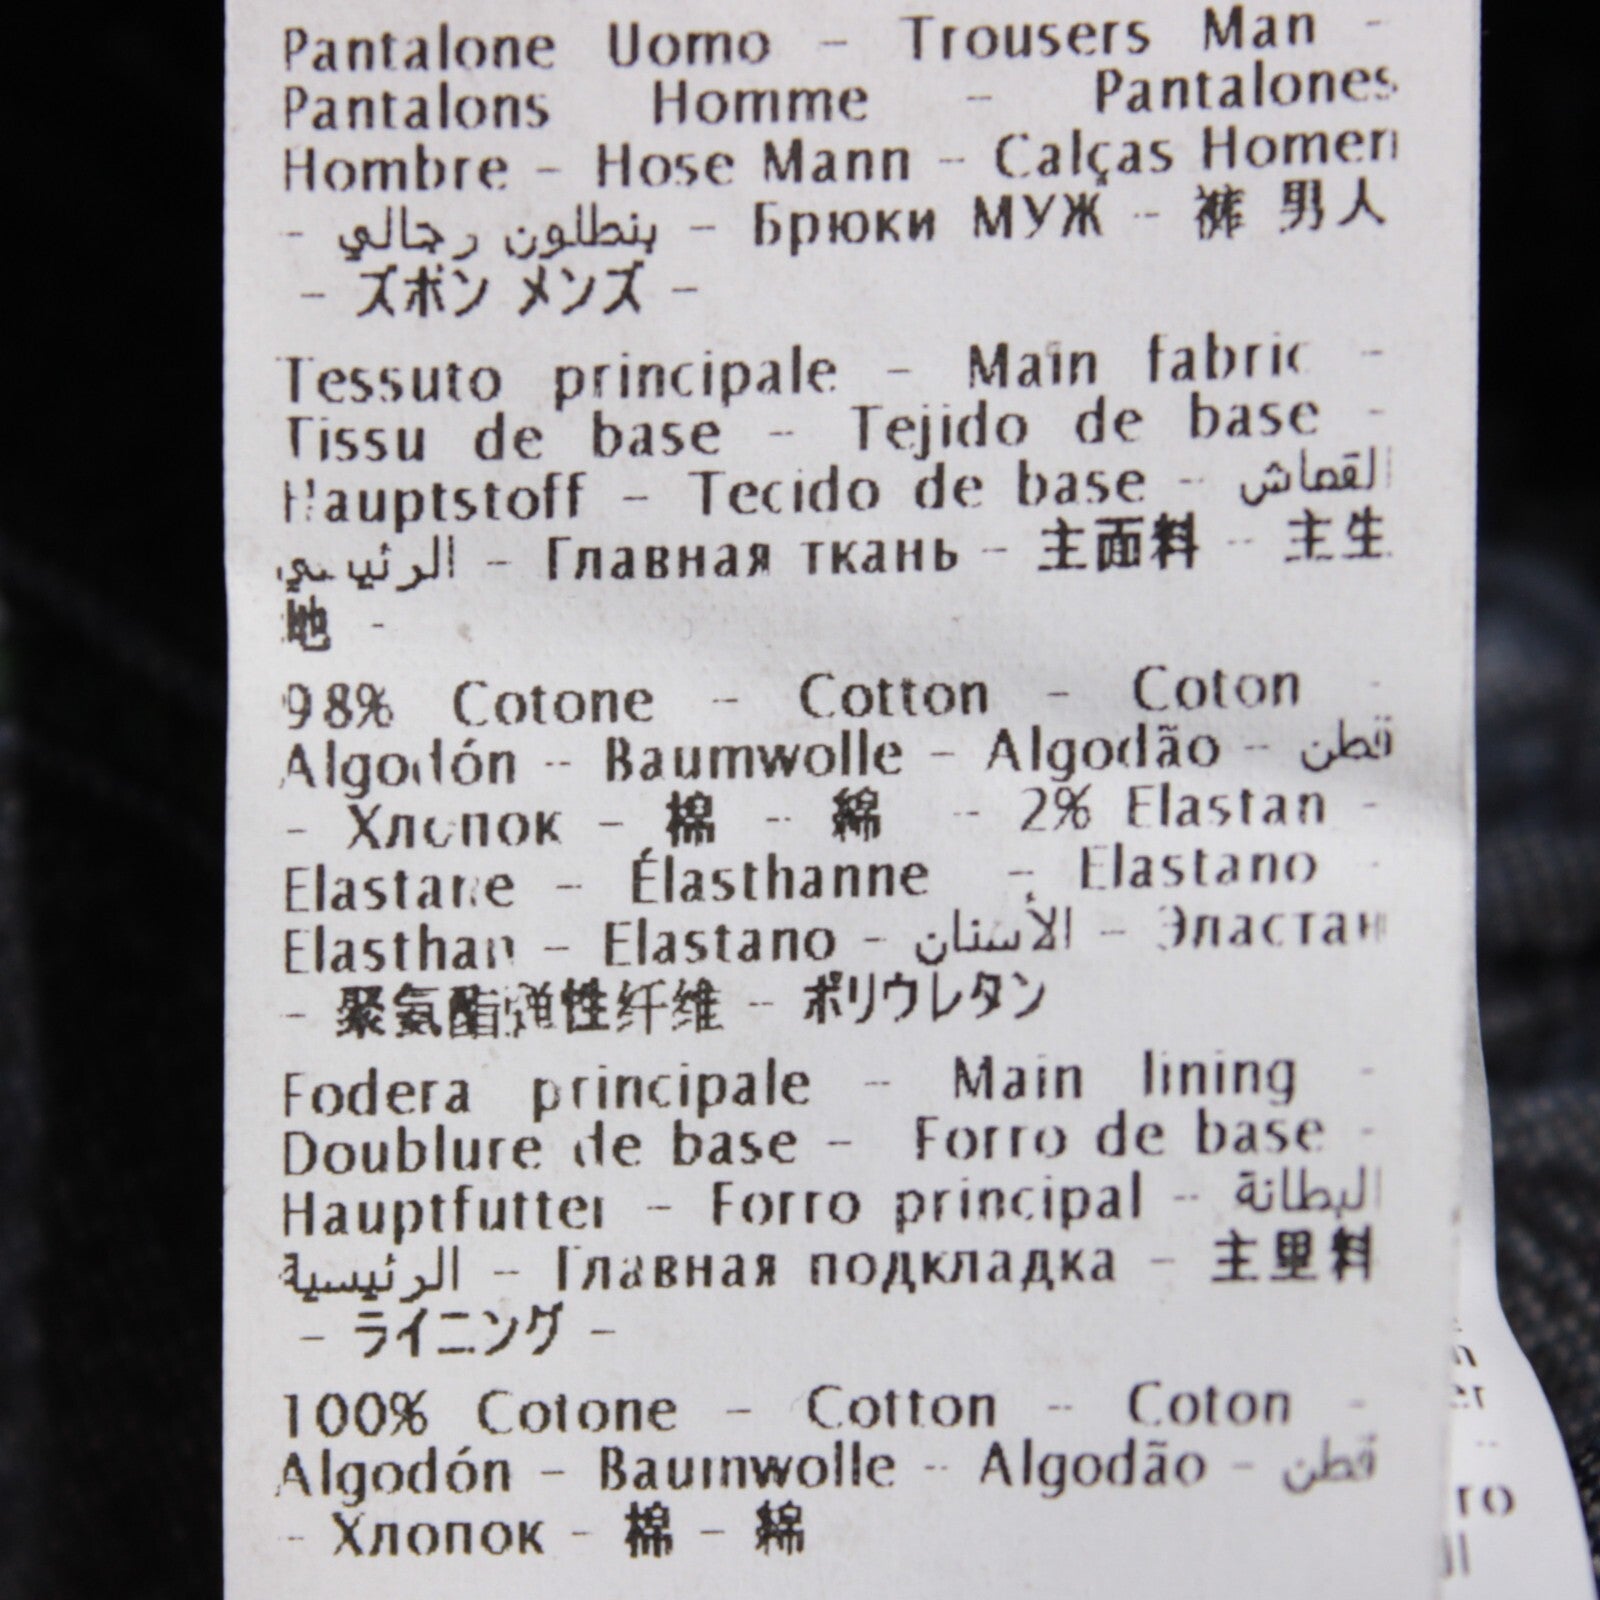 Pantalone Uomo - Trousers Man -
Pantalons Homme - Pantalones
Hombre - Hose Mann - Calças Homem
- بنطلون رجالي - Брюки МУЖ - 裤 男人
- ズボン メンズ -
Tessuto principale - Main fabric -
Tissu de base - Tejido de base -
Hauptstoff - Tecido de base - القماش
الرئيسي - Главная ткань - 主面料 - 主生
地 -
98% Cotone - Cotton - Coton -
Algodón - Baumwolle - Algodão - قطن
- Хлопок - 棉 - 綿 - 2% Elastan -
Elastane - Élasthanne - Elastano -
Elasthan - Elastano - الأستان - Эластан
- 聚氨酯弹性纤维 - ポリウレタン
Fodera principale - Main lining -
Doublure de base - Forro de base -
Hauptfutter - Forro principal - البطانة
الرئيسية - Главная подкладка - 主里料
- ライニング -
100% Cotone - Cotton - Coton -
Algodón - Baumwolle - Algodão - قطن
- Хлопок - 棉 - 綿